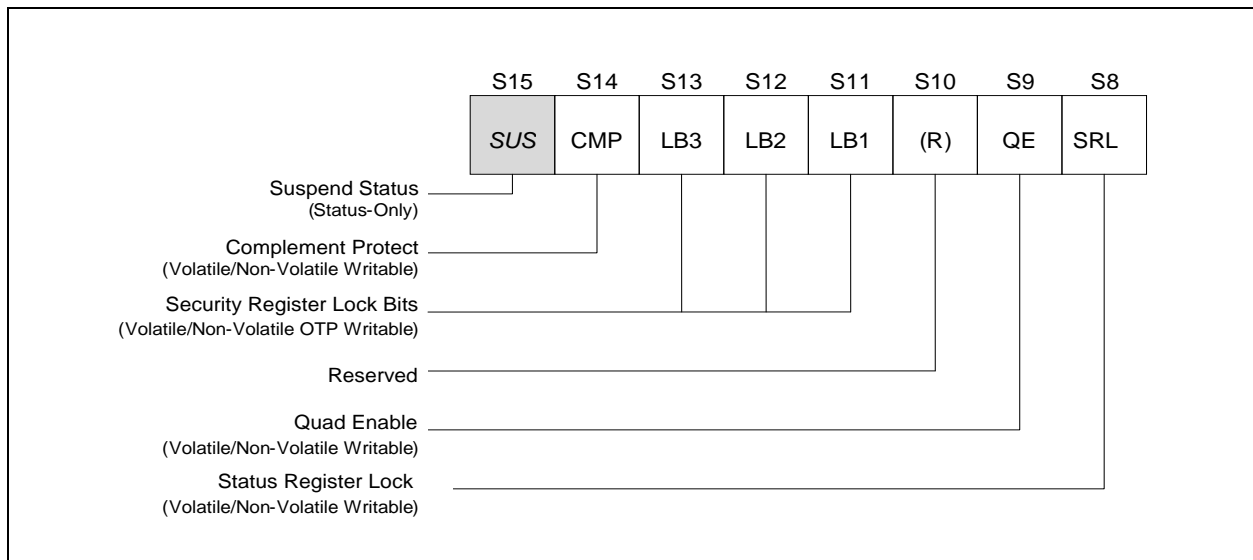 S15 S14 S13 S12 S11 S10 S9 S8
SUS CMP LB3 LB2 LB1 (R) QE SRL
Suspend Status
(Status-Only)
Complement Protect
(Volatile/Non-Volatile Writable)
Security Register Lock Bits
(Volatile/Non-Volatile OTP Writable)
Reserved
Quad Enable
(Volatile/Non-Volatile Writable)
Status Register Lock
(Volatile/Non-Volatile Writable)